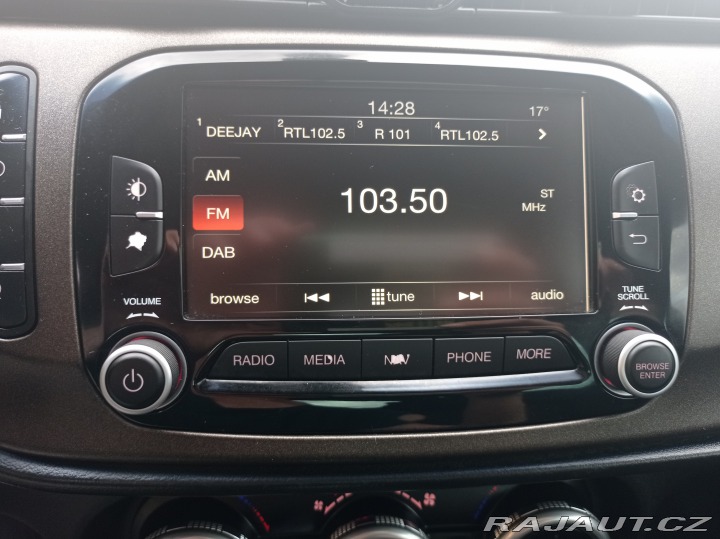 14:28 17°
1 DEEJAY 2 RTL102.5 3 R 101 4 RTL102.5 >
AM
103.50 ST
FM MHz
DAB
browse tune audio
VOLUME
TUNE
SCROLL
RADIO MEDIA NAV PHONE MORE
BROWSE
ENTER
RAJAUT.CZ